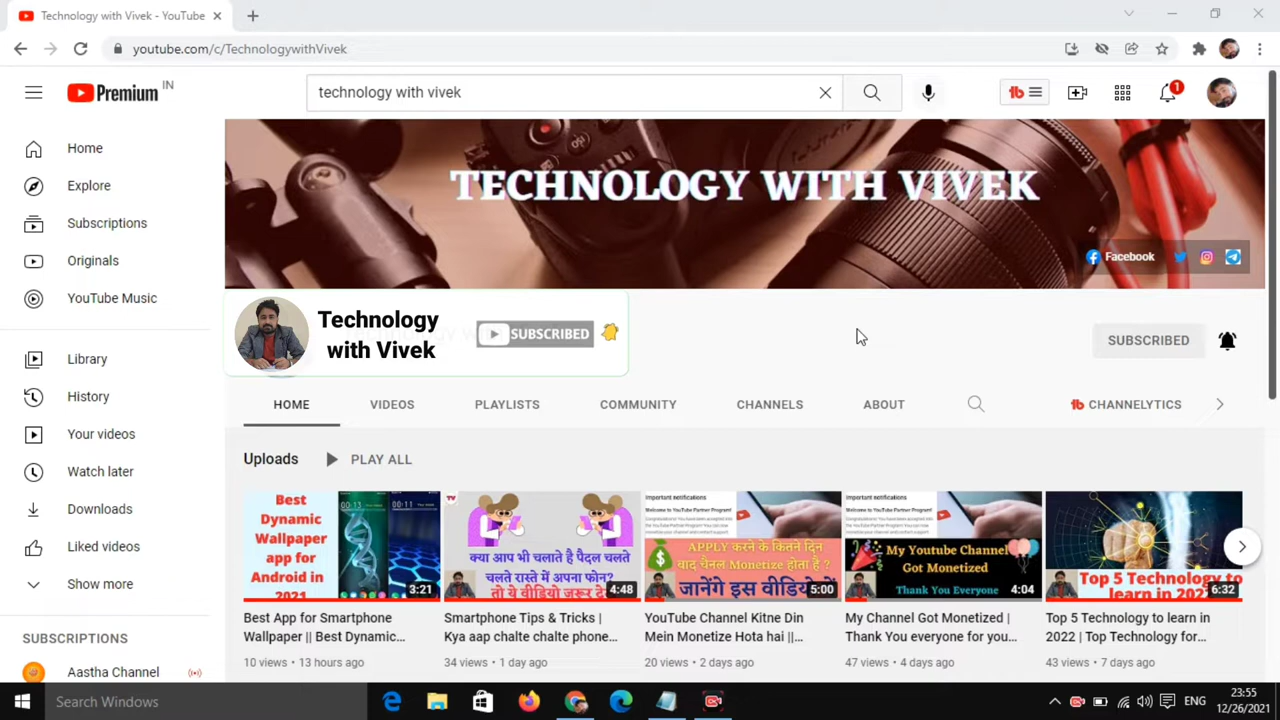 Technology with Vivek - YouTube
youtube.com/c/TechnologywithVivek
Premium IN
technology with vivek
1
Home
Explore
Subscriptions
Originals
YouTube Music
Library
History
Your videos
Watch later
Downloads
Liked videos
Show more
SUBSCRIPTIONS
Aastha Channel
TECHNOLOGY WITH VIVEK
Facebook
Technology
with Vivek
SUBSCRIBED
SUBSCRIBED
HOME VIDEOS PLAYLISTS COMMUNITY CHANNELS ABOUT CHANNELYTICS
Uploads PLAY ALL
Best
Dynamic
Wallpaper
app for
Android in
2021
3:21
Best App for Smartphone
Wallpaper || Best Dynamic...
10 views • 13 hours ago
क्या आप भी चलाते है पैदल चलते
चलते रास्ते में अपना फोन?
तो ये वीडियो जरूर दे
4:48
Smartphone Tips & Tricks |
Kya aap chalte chalte phone...
34 views • 1 day ago
Important notifications
Welcome to YouTube Partner Program!
APPLY करने के कितने दिन
बाद चैनल Monetize होता है ?
जानेंगे इस वीडियो में
5:00
YouTube Channel Kitne Din
Mein Monetize Hota hai ||...
20 views • 2 days ago
Important notifications
Welcome to YouTube Partner Program!
My Youtube Channel
Got Monetized
Thank You Everyone
4:04
My Channel Got Monetized |
Thank You everyone for you...
47 views • 4 days ago
Top 5 Technology to
learn in 202
6:32
Top 5 Technology to learn in
2022 | Top Technology for...
43 views • 7 days ago
Search Windows
ENG
23:55
12/26/2021